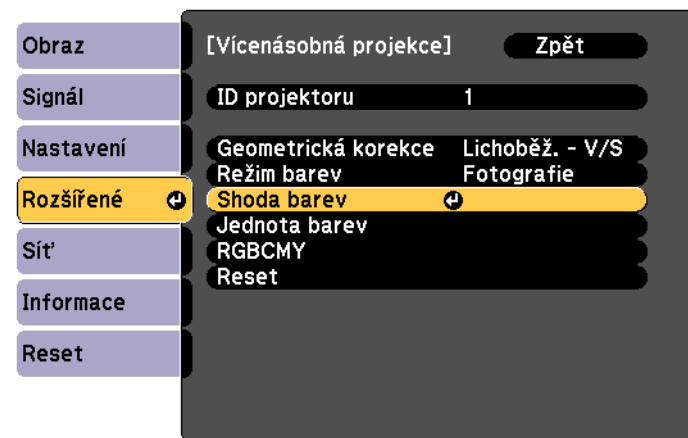 Obraz
Signál
Nastavení
Rozšířené
Síť
Informace
Reset
[Vícenásobná projekce] Zpět
ID projektoru 1
Geometrická korekce Lichoběž. - V/S
Režim barev Fotografie
Shoda barev
Jednota barev
RGBCMY
Reset